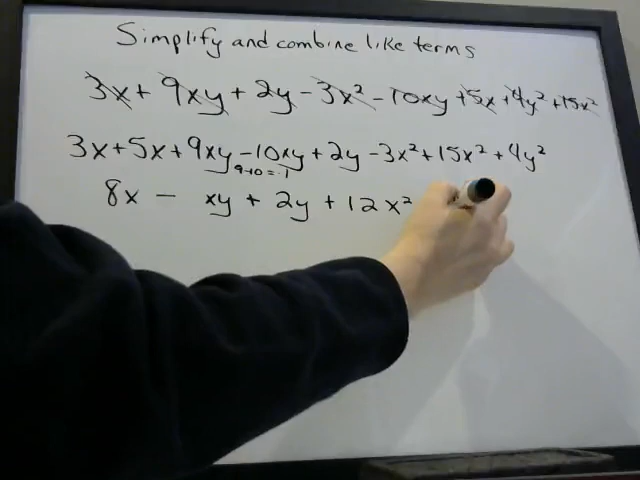 Simplify and combine like terms
3x + 9xy + 2y - 3x² - 10xy + 5x + 4y² + 15x²
3x + 5x + 9xy - 10xy + 2y - 3x² + 15x² + 4y²
9-10=-1
8x - xy + 2y + 12x²